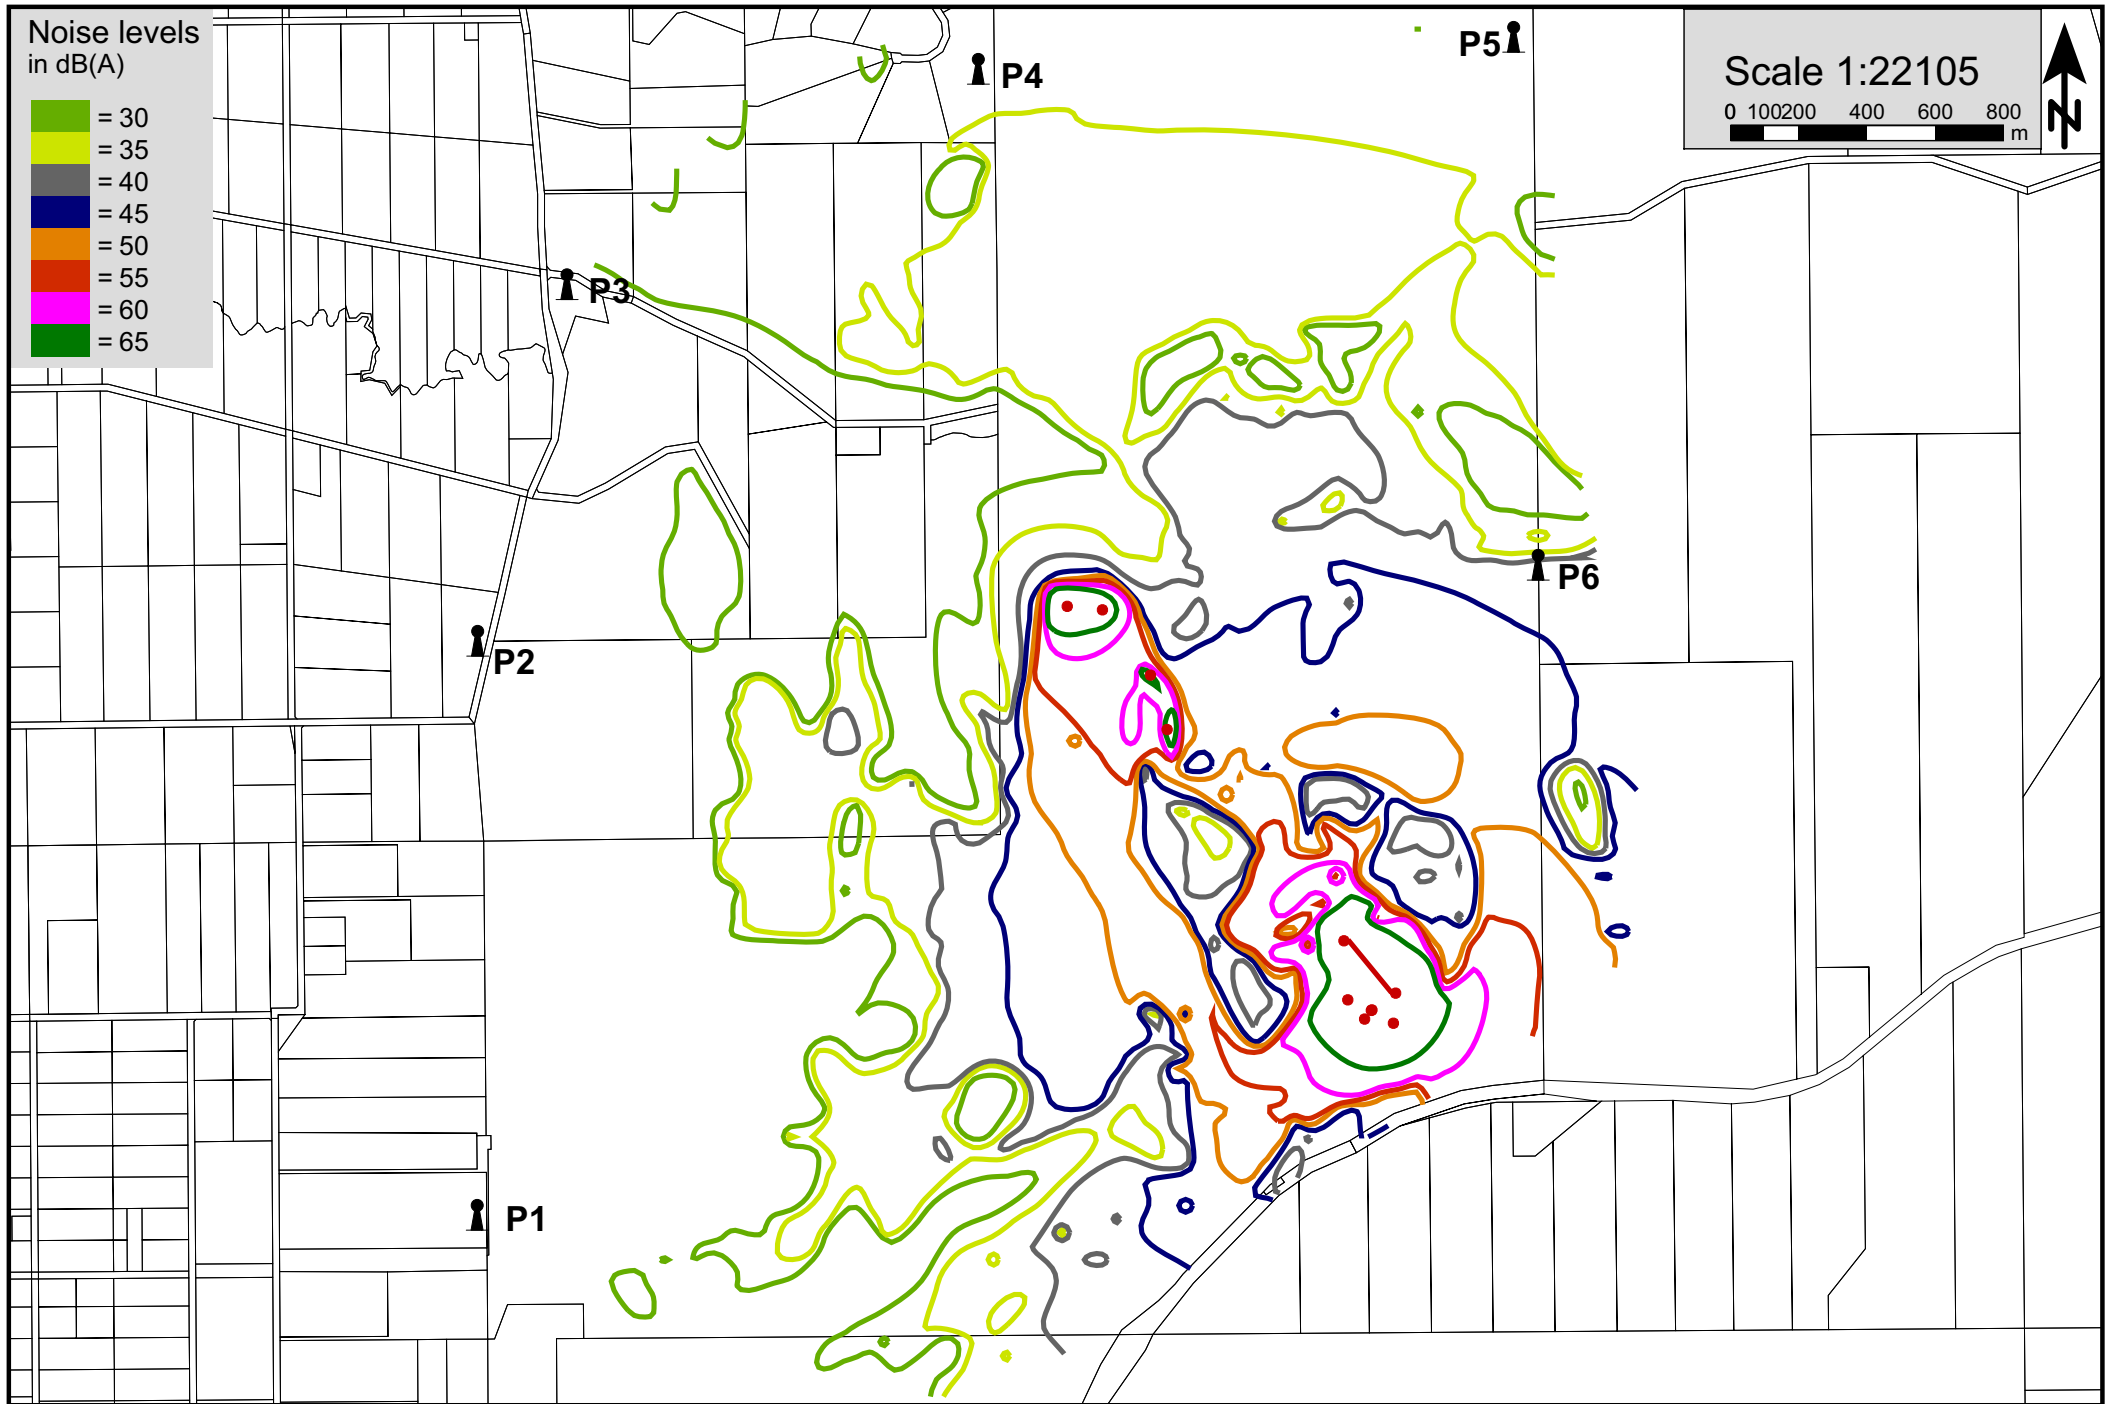 Noise levels
in dB(A)
= 30
= 35
= 40
= 45
= 50
= 55
= 60
= 65
P4
P5
Scale 1:22105
0 100 200 400 600 800
m
N
P3
P6
P2
P1